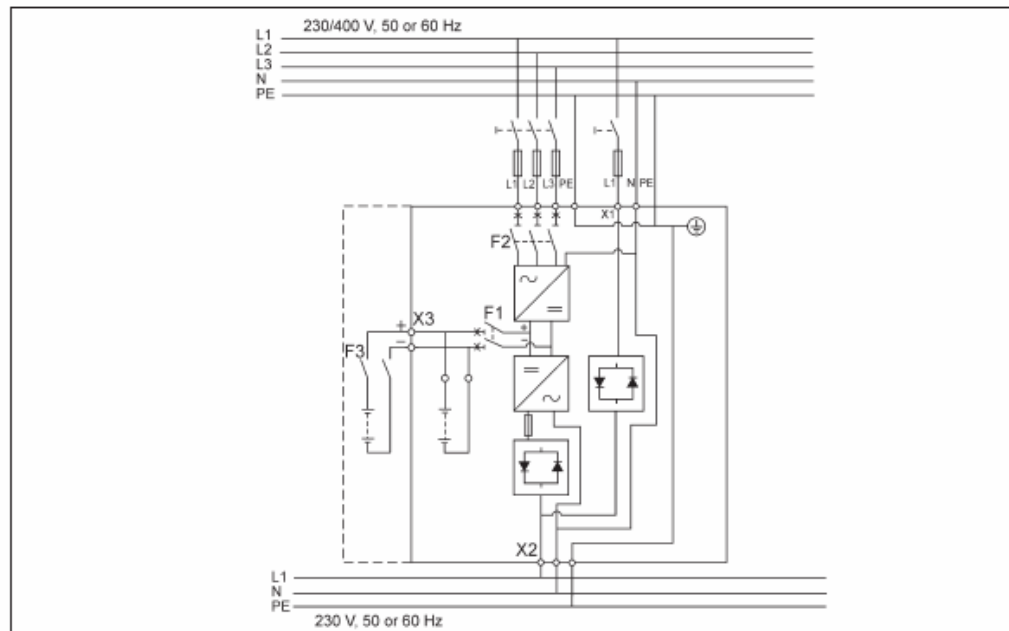 230/400 V, 50 or 60 Hz
L1
L2
L3
N
PE
L1 L2 L3 PE L1 N PE
X1
F2
F1
X3
+
+
−
−
F3
X2
L1
N
PE
230 V, 50 or 60 Hz